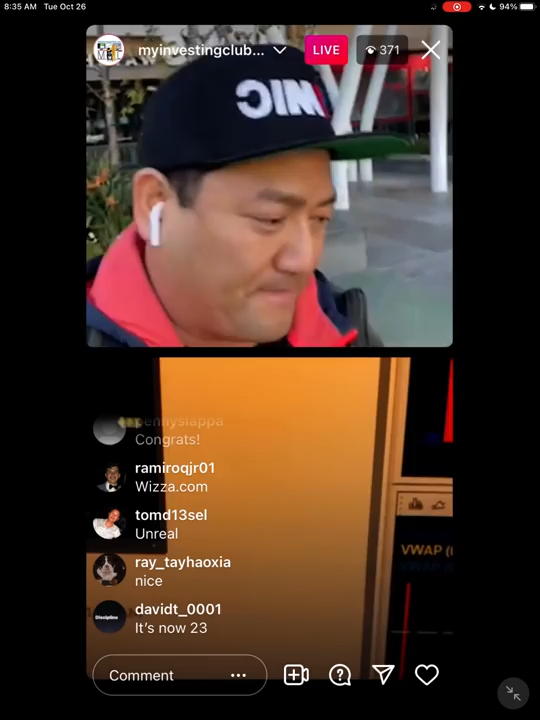 8:35 AM Tue Oct 26
94%
myinvestingclub...
LIVE
371
MIC
Congrats!
ramiroqjr01
Wizza.com
tomd13sel
Unreal
ray_tayhaoxia
nice
davidt_0001
It's now 23
Discipline
VWAP
Comment